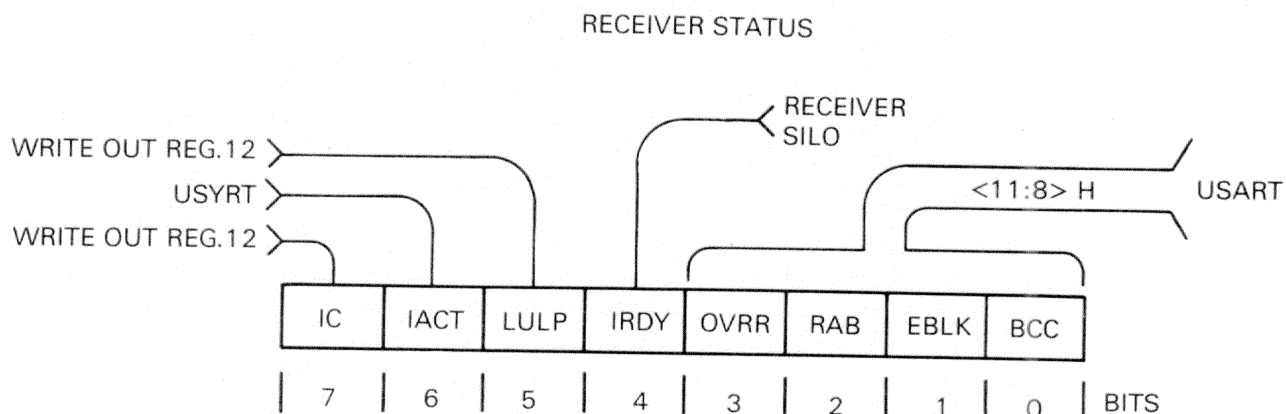 RECEIVER STATUS
RECEIVER
SILO
WRITE OUT REG.12
USYRT
WRITE OUT REG.12
<11:8> H
USART
IC IACT LULP IRDY OVRR RAB EBLK BCC
7 6 5 4 3 2 1 0 BITS